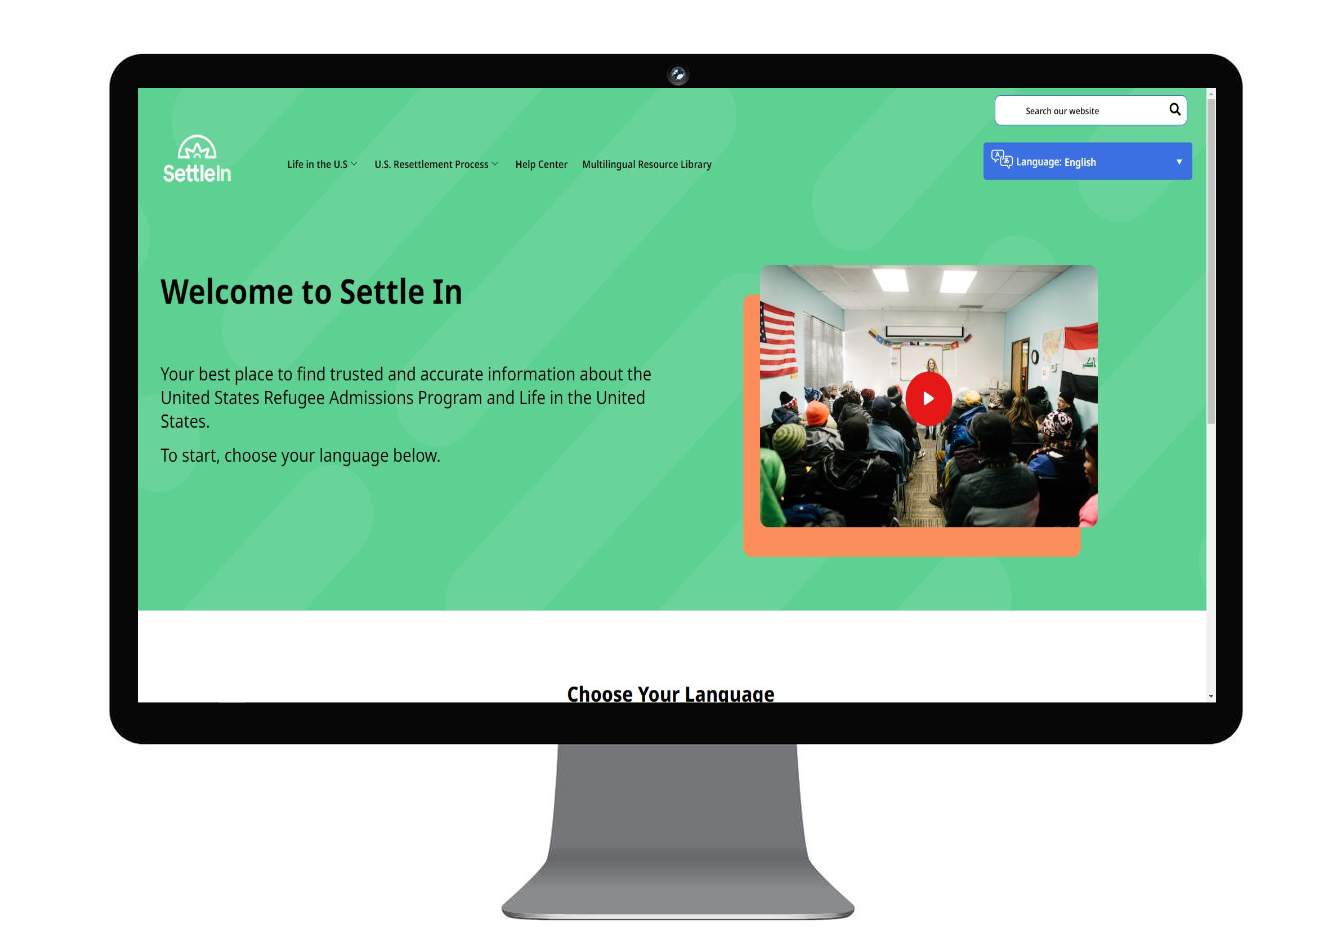 Search our website
SettleIn
Life in the U.S
U.S. Resettlement Process
Help Center
Multilingual Resource Library
Language: English
Welcome to Settle In
Your best place to find trusted and accurate information about the
United States Refugee Admissions Program and Life in the United
States.
To start, choose your language below.
Choose Your Language